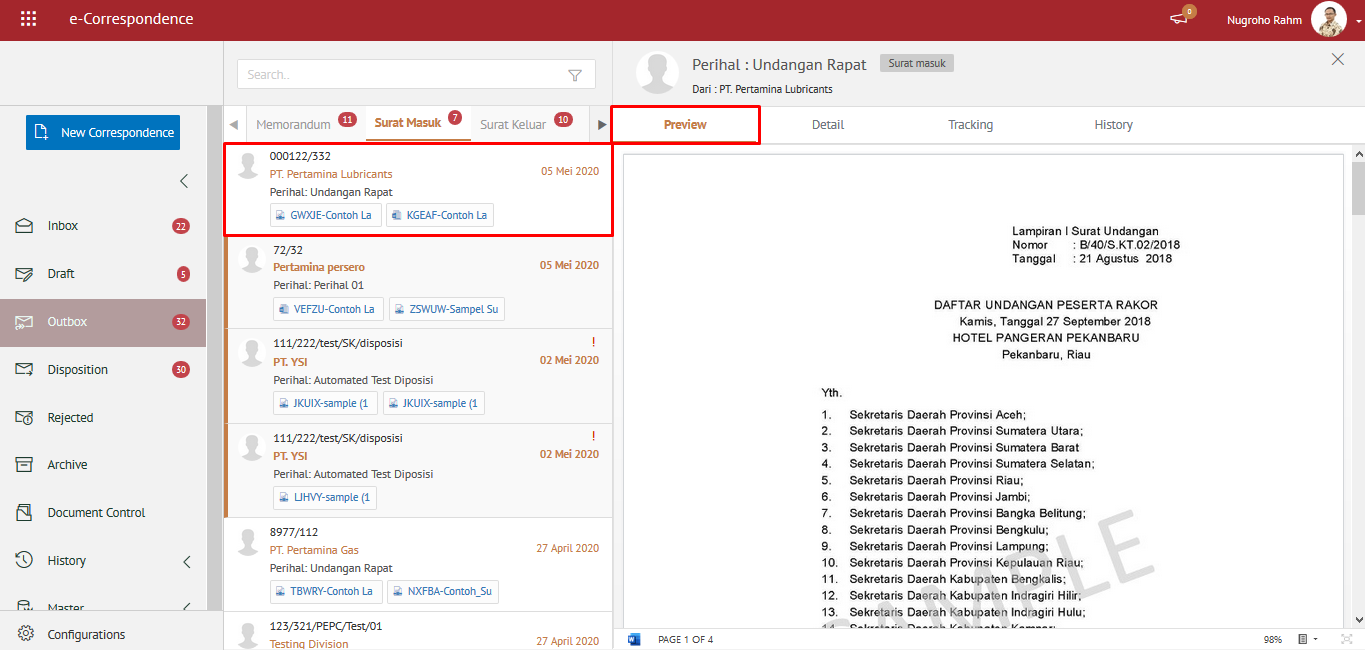 e-Correspondence
0
Nugroho Rahm
New Correspondence
Inbox 22
Draft 5
Outbox 32
Disposition 30
Rejected
Archive
Document Control
History
Master
Configurations
Search..
Memorandum 11 Surat Masuk 7 Surat Keluar 10
000122/332
PT. Pertamina Lubricants 05 Mei 2020
Perihal: Undangan Rapat
GWXJE-Contoh La KGEAF-Contoh La
72/32
Pertamina persero 05 Mei 2020
Perihal: Perihal 01
VEFZU-Contoh La ZSWUW-Sampel Su
111/222/test/SK/disposisi !
PT. YSI 02 Mei 2020
Perihal: Automated Test Diposisi
JKUIX-sample (1 JKUIX-sample (1
111/222/test/SK/disposisi !
PT. YSI 02 Mei 2020
Perihal: Automated Test Diposisi
LJHVY-sample (1
8977/112
PT. Pertamina Gas 27 April 2020
Perihal: Undangan Rapat
TBWRY-Contoh La NXFBA-Contoh_Su
123/321/PEPC/Test/01
Testing Division 27 April 2020
Perihal : Undangan Rapat Surat masuk
Dari : PT. Pertamina Lubricants
Preview Detail Tracking History
Lampiran I Surat Undangan
Nomor : B/40/S.KT.02/2018
Tanggal : 21 Agustus 2018
DAFTAR UNDANGAN PESERTA RAKOR
Kamis, Tanggal 27 September 2018
HOTEL PANGERAN PEKANBARU
Pekanbaru, Riau
Yth.
1. Sekretaris Daerah Provinsi Aceh;
2. Sekretaris Daerah Provinsi Sumatera Utara;
3. Sekretaris Daerah Provinsi Sumatera Barat
4. Sekretaris Daerah Provinsi Sumatera Selatan;
5. Sekretaris Daerah Provinsi Riau;
6. Sekretaris Daerah Provinsi Jambi;
7. Sekretaris Daerah Provinsi Bangka Belitung;
8. Sekretaris Daerah Provinsi Bengkulu;
9. Sekretaris Daerah Provinsi Lampung;
10. Sekretaris Daerah Provinsi Kepulauan Riau;
11. Sekretaris Daerah Kabupaten Bengkalis;
12. Sekretaris Daerah Kabupaten Indragiri Hilir;
13. Sekretaris Daerah Kabupaten Indragiri Hulu;
14. Sekretaris Daerah Kabupaten Kampar;
SAMPLE
PAGE 1 OF 4 98%